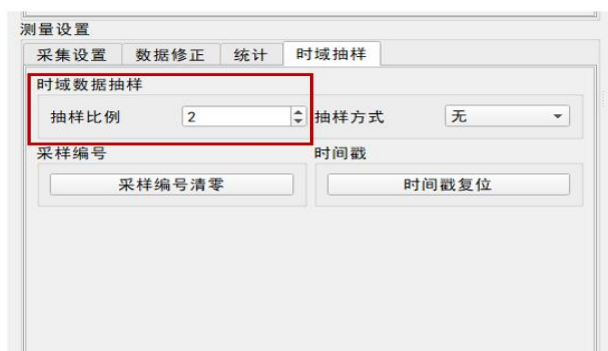 测量设置
采集设置 数据修正 统计 时域抽样
时域数据抽样
抽样比例 2 抽样方式 无
采样编号 时间戳
采样编号清零 时间戳复位